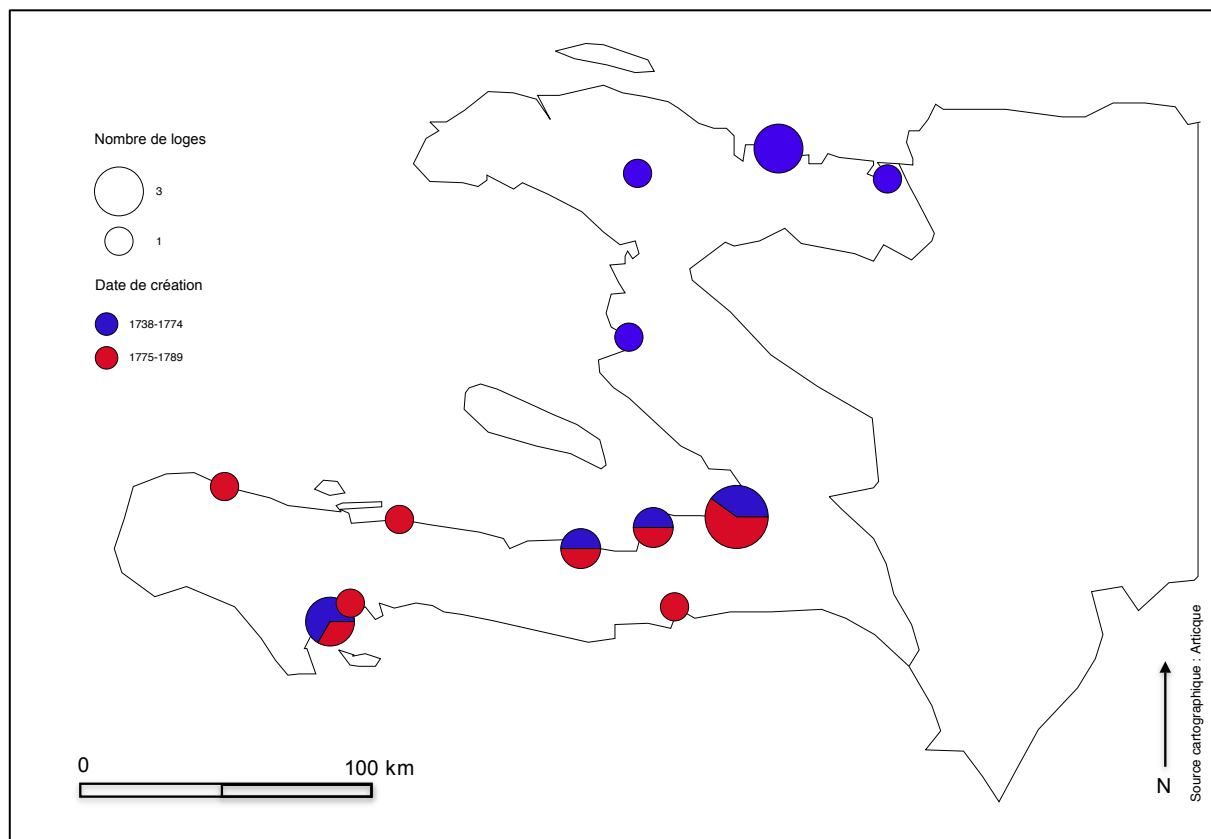 Nombre de loges
3
1
Date de création
1738-1774
1775-1789
0
100 km
N
Source cartographique : Articque